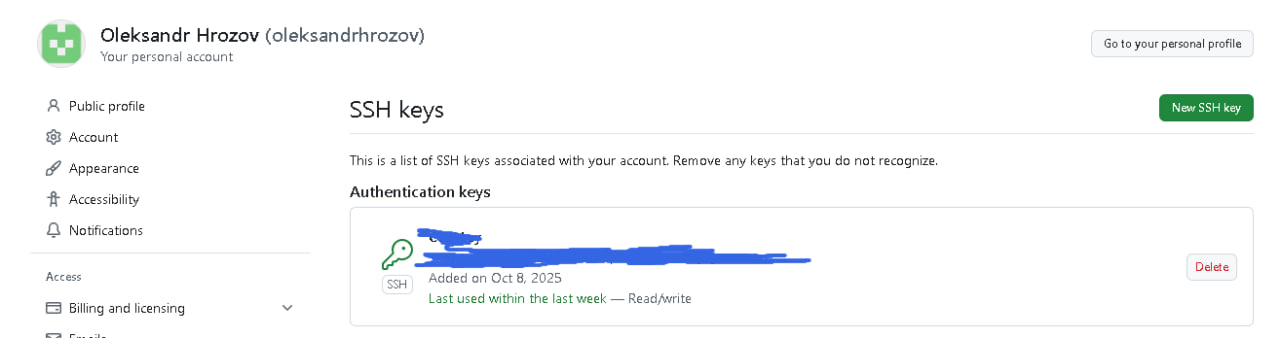 Oleksandr Hrozov (oleksandrhrozov)
Your personal account
Go to your personal profile
Public profile
Account
Appearance
Accessibility
Notifications
Access
Billing and licensing
Emails
SSH keys
New SSH key
This is a list of SSH keys associated with your account. Remove any keys that you do not recognize.
Authentication keys
SSH
Added on Oct 8, 2025
Last used within the last week — Read/write
Delete